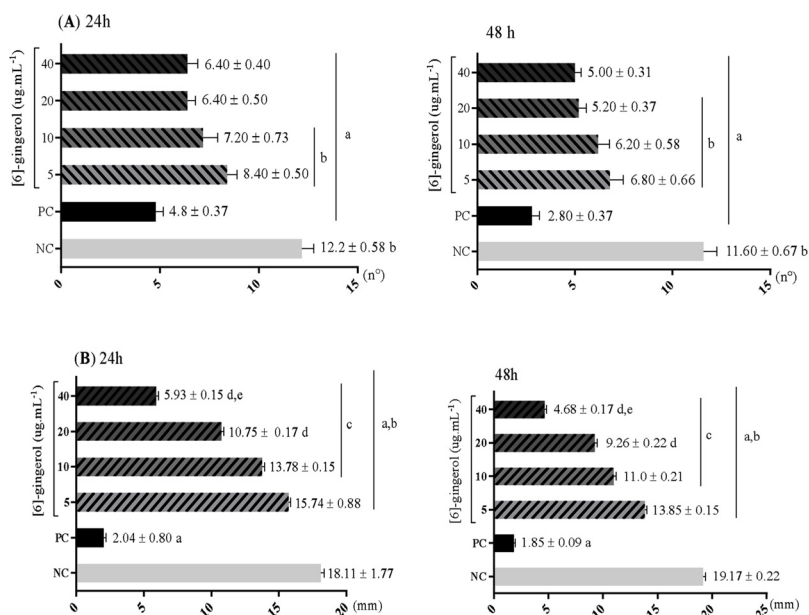 (A) 24h
[6]-gingerol (ug.mL-1)
40
6.40 ± 0.40
20
6.40 ± 0.50
10
7.20 ± 0.73
5
8.40 ± 0.50
b
a
PC
4.8 ± 0.37
NC
12.2 ± 0.58 b
0
5
10
15
(n°)
48 h
[6]-gingerol (ug.mL-1)
40
5.00 ± 0.31
20
5.20 ± 0.37
10
6.20 ± 0.58
5
6.80 ± 0.66
b
a
PC
2.80 ± 0.37
NC
11.60 ± 0.67 b
0
5
10
15
(n°)
(B) 24h
[6]-gingerol (ug.mL-1)
40
5.93 ± 0.15 d,e
20
10.75 ± 0.17 d
10
13.78 ± 0.15
5
15.74 ± 0.88
c
a,b
PC
2.04 ± 0.80 a
NC
18.11 ± 1.77
0
5
10
15
20
(mm)
48h
[6]-gingerol (ug.mL-1)
40
4.68 ± 0.17 d,e
20
9.26 ± 0.22 d
10
11.0 ± 0.21
5
13.85 ± 0.15
c
a,b
PC
1.85 ± 0.09 a
NC
19.17 ± 0.22
0
5
10
15
20
25
(mm)